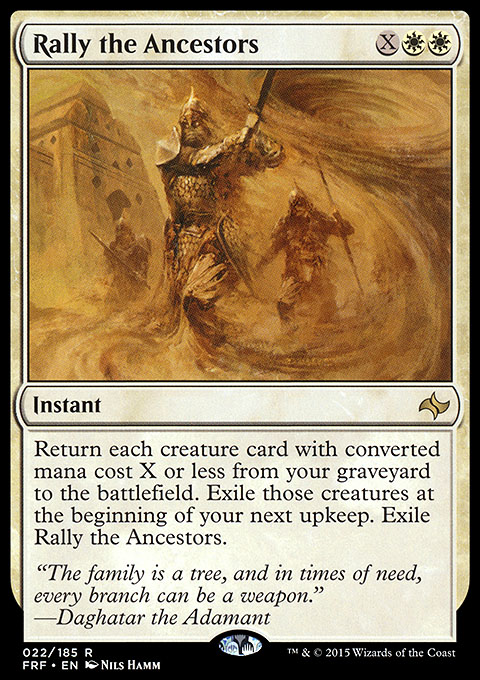 Rally the Ancestors X
Instant
Return each creature card with converted
mana cost X or less from your graveyard
to the battlefield. Exile those creatures at
the beginning of your next upkeep. Exile
Rally the Ancestors.
“The family is a tree, and in times of need,
every branch can be a weapon.”
—Daghatar the Adamant
022/185 R
FRF • EN Nils Hamm
™ & © 2015 Wizards of the Coast